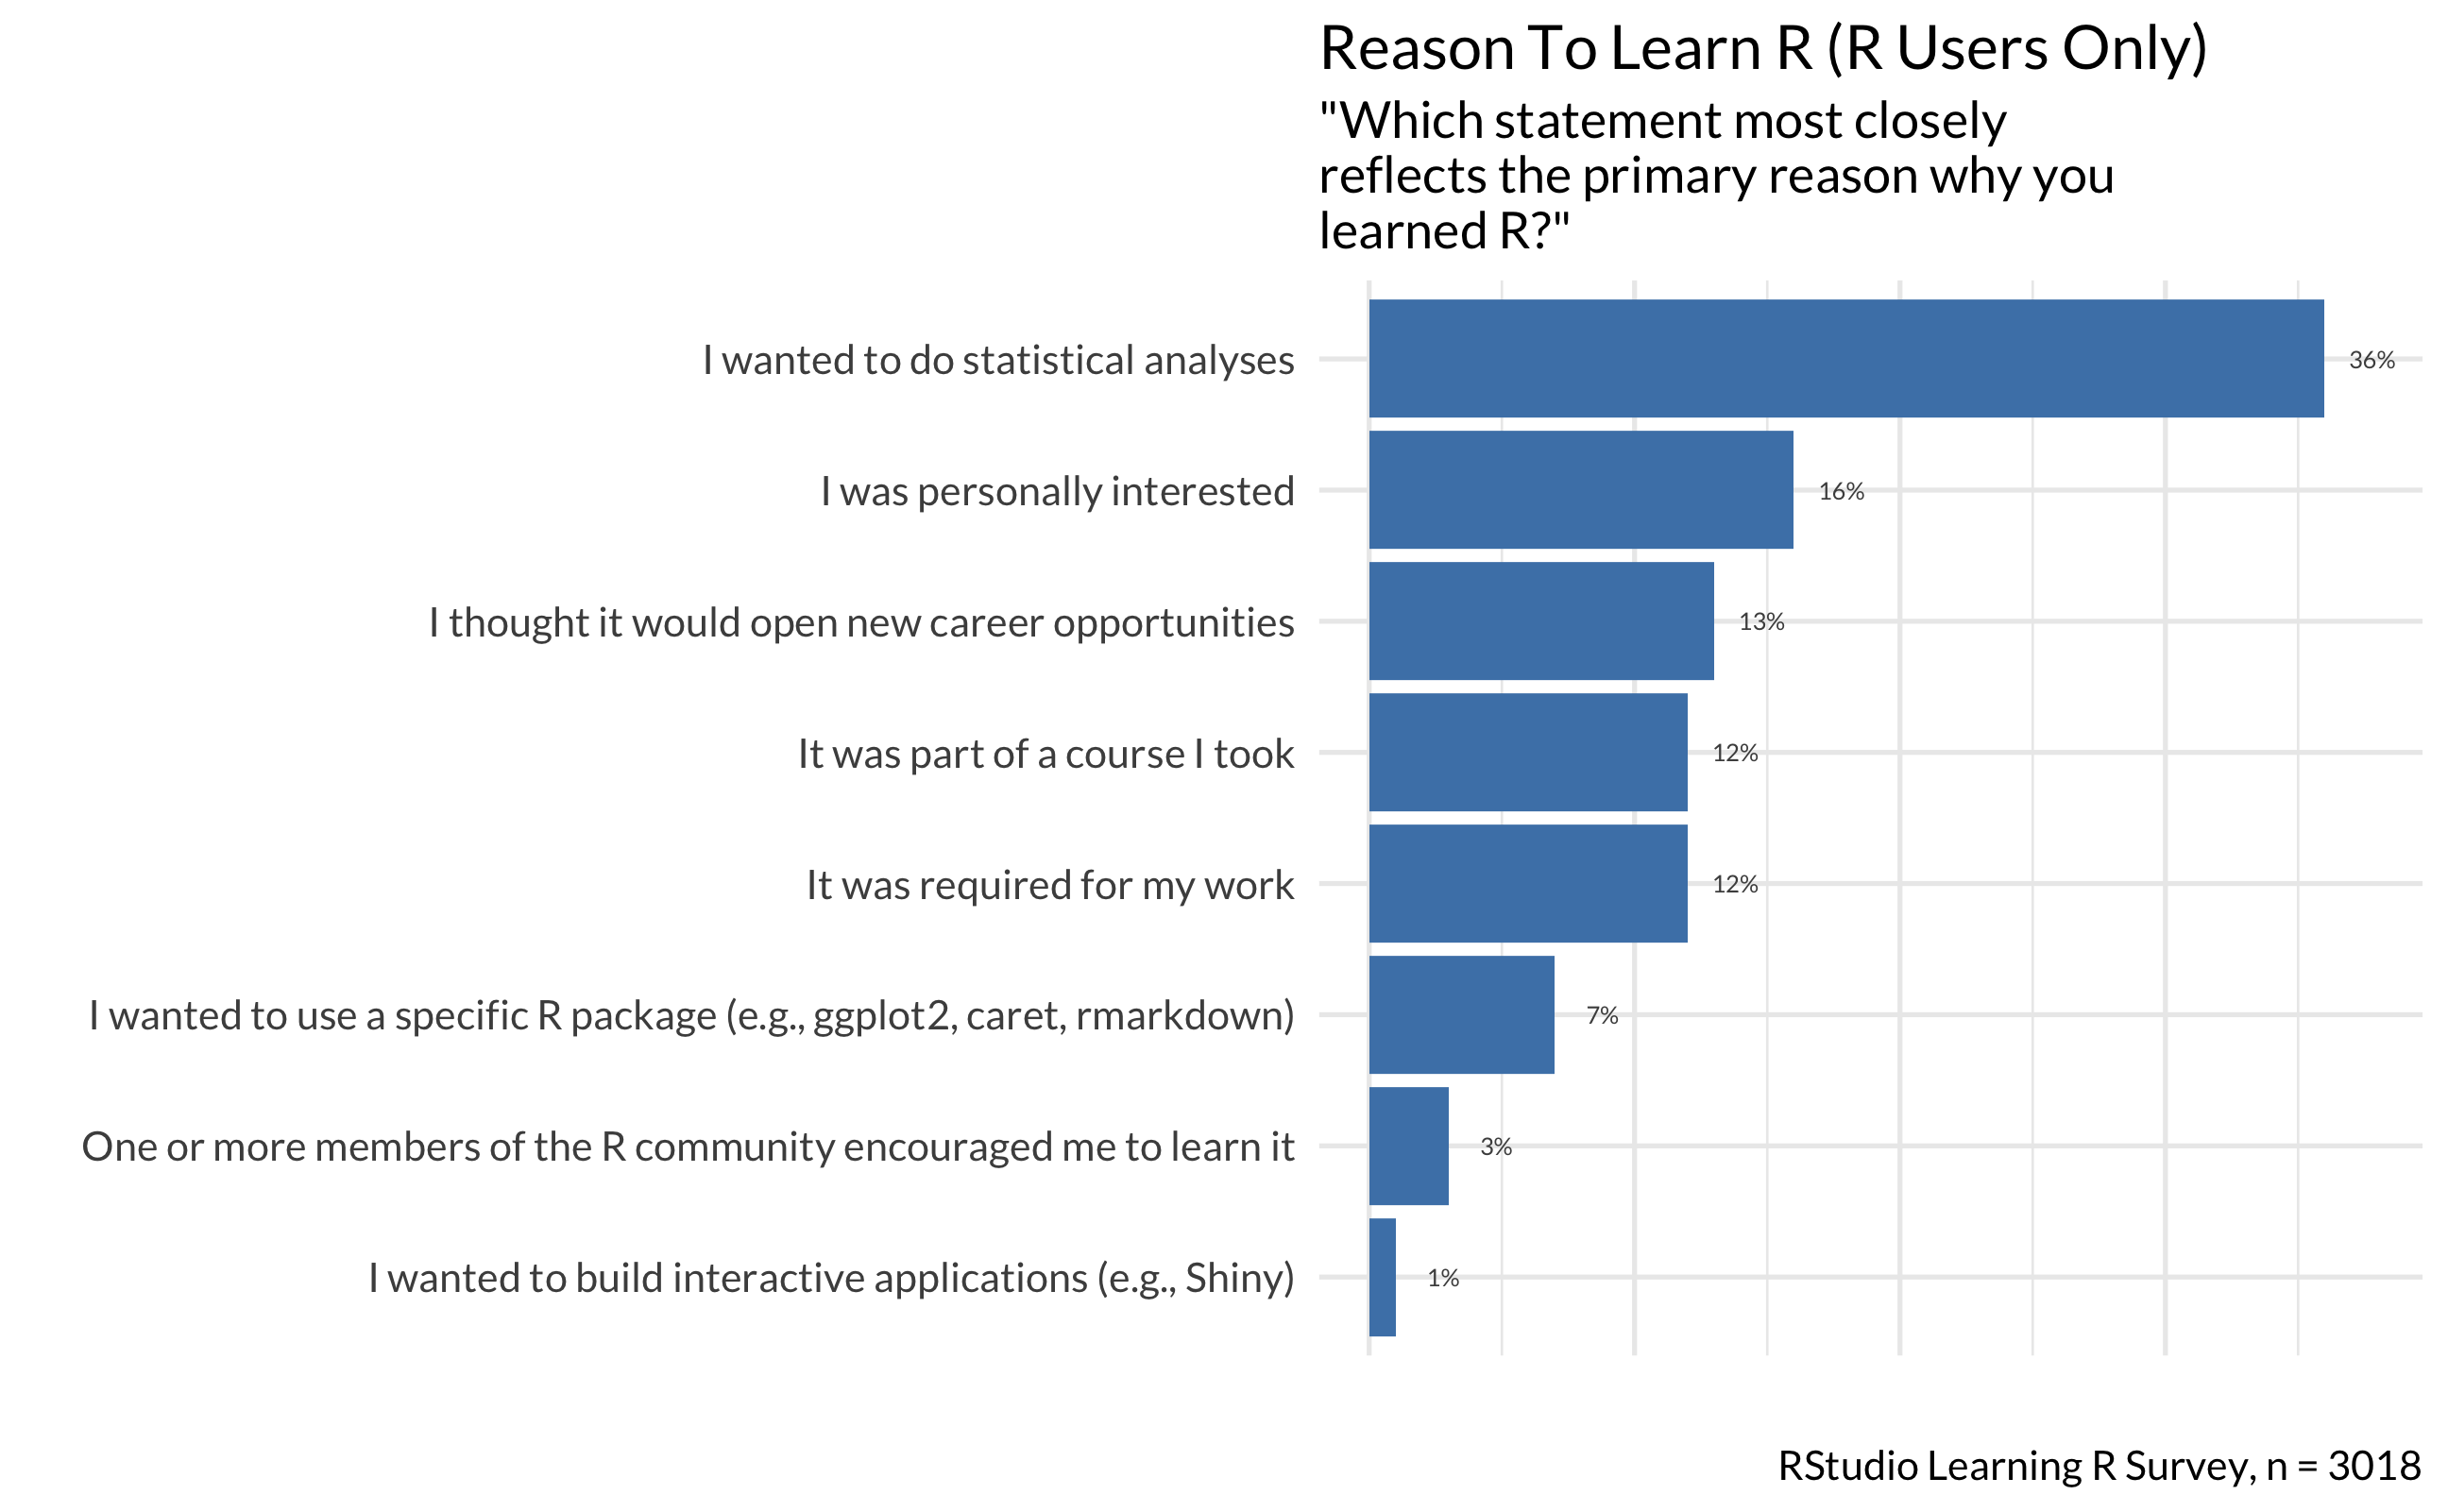 Reason To Learn R (R Users Only)
"Which statement most closely
reflects the primary reason why you
learned R?"
I wanted to do statistical analyses 36%
I was personally interested 16%
I thought it would open new career opportunities 13%
It was part of a course I took 12%
It was required for my work 12%
I wanted to use a specific R package (e.g., ggplot2, caret, rmarkdown) 7%
One or more members of the R community encouraged me to learn it 3%
I wanted to build interactive applications (e.g., Shiny) 1%
RStudio Learning R Survey, n = 3018